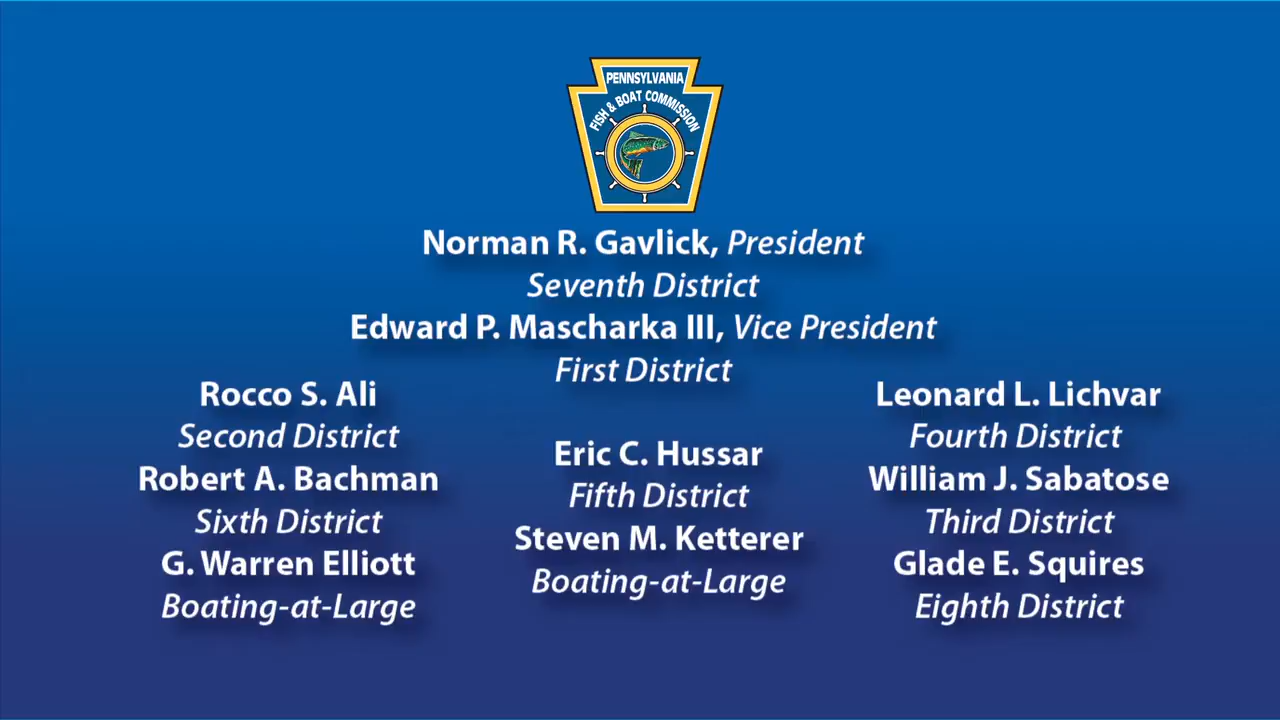 PENNSYLVANIA
FISH & BOAT COMMISSION
Norman R. Gavlick, President
Seventh District
Edward P. Mascharka III, Vice President
First District
Rocco S. Ali
Second District
Robert A. Bachman
Sixth District
G. Warren Elliott
Boating-at-Large
Eric C. Hussar
Fifth District
Steven M. Ketterer
Boating-at-Large
Leonard L. Lichvar
Fourth District
William J. Sabatose
Third District
Glade E. Squires
Eighth District